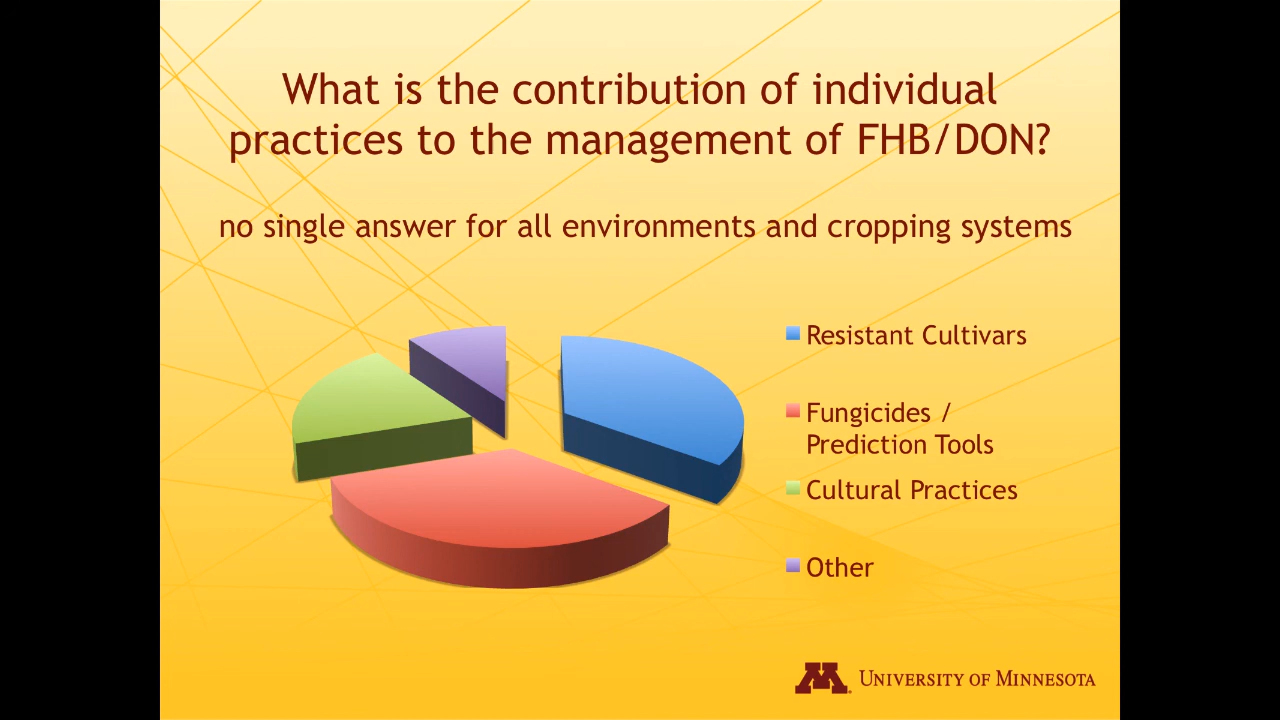 What is the contribution of individual
practices to the management of FHB/DON?
no single answer for all environments and cropping systems
Resistant Cultivars
Fungicides /
Prediction Tools
Cultural Practices
Other
M University of Minnesota